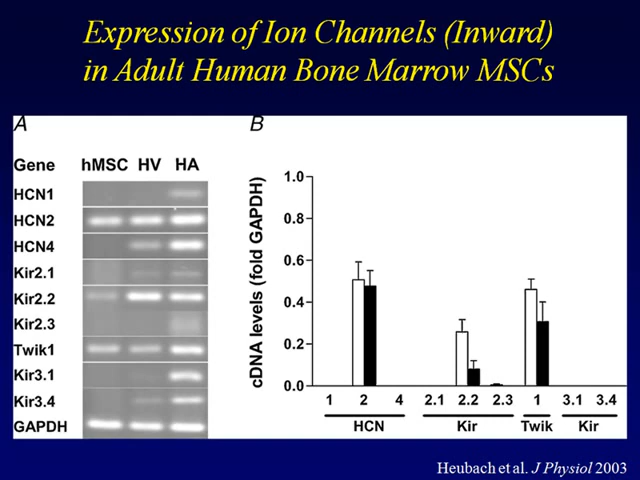 Expression of Ion Channels (Inward)
in Adult Human Bone Marrow MSCs
A
Gene hMSC HV HA
HCN1
HCN2
HCN4
Kir2.1
Kir2.2
Kir2.3
Twik1
Kir3.1
Kir3.4
GAPDH
B
cDNA levels (fold GAPDH)
1.0
0.8
0.6
0.4
0.2
0.0
1 2 4 2.1 2.2 2.3 1 3.1 3.4
HCN Kir Twik Kir
Heubach et al. J Physiol 2003